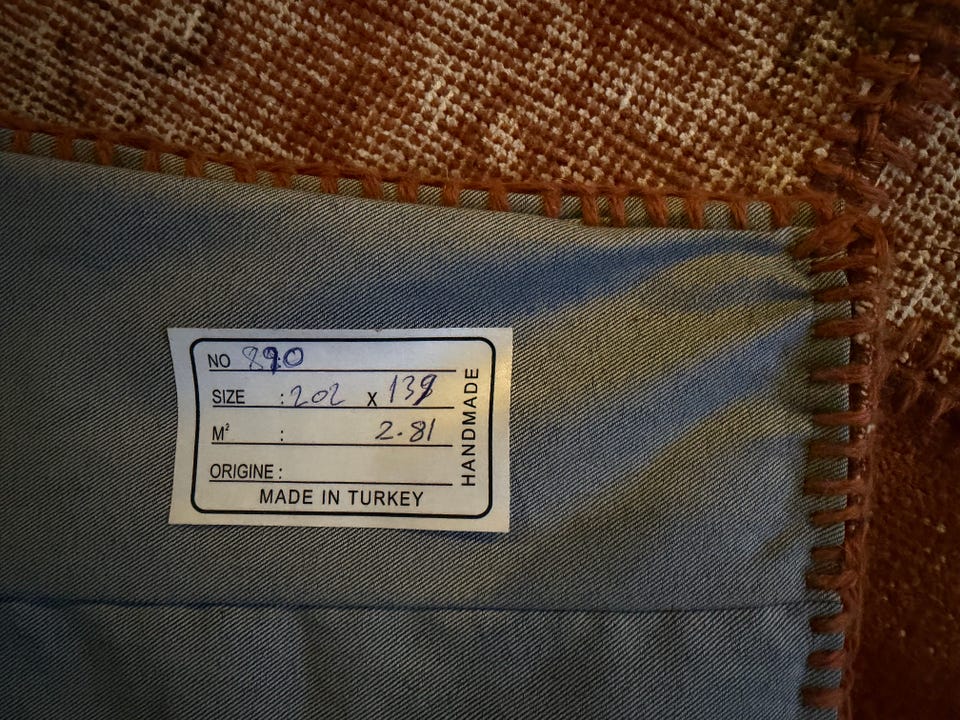 NO 890
SIZE : 202 x 139
M² : 2.81
ORIGINE :
MADE IN TURKEY
HANDMADE